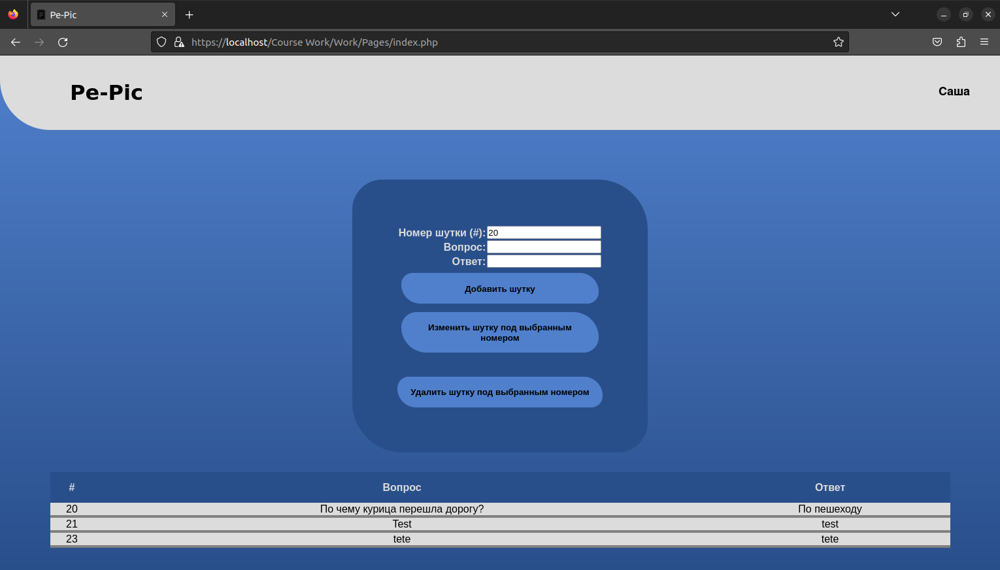 Pe-Pic
https://localhost/Course Work/Work/Pages/index.php
Pe-Pic
Саша
Номер шутки (#): 20
Вопрос:
Ответ:
Добавить шутку
Изменить шутку под выбранным
номером
Удалить шутку под выбранным номером
# Вопрос Ответ
20 По чему курица перешла дорогу? По пешеходу
21 Test test
23 tete tete